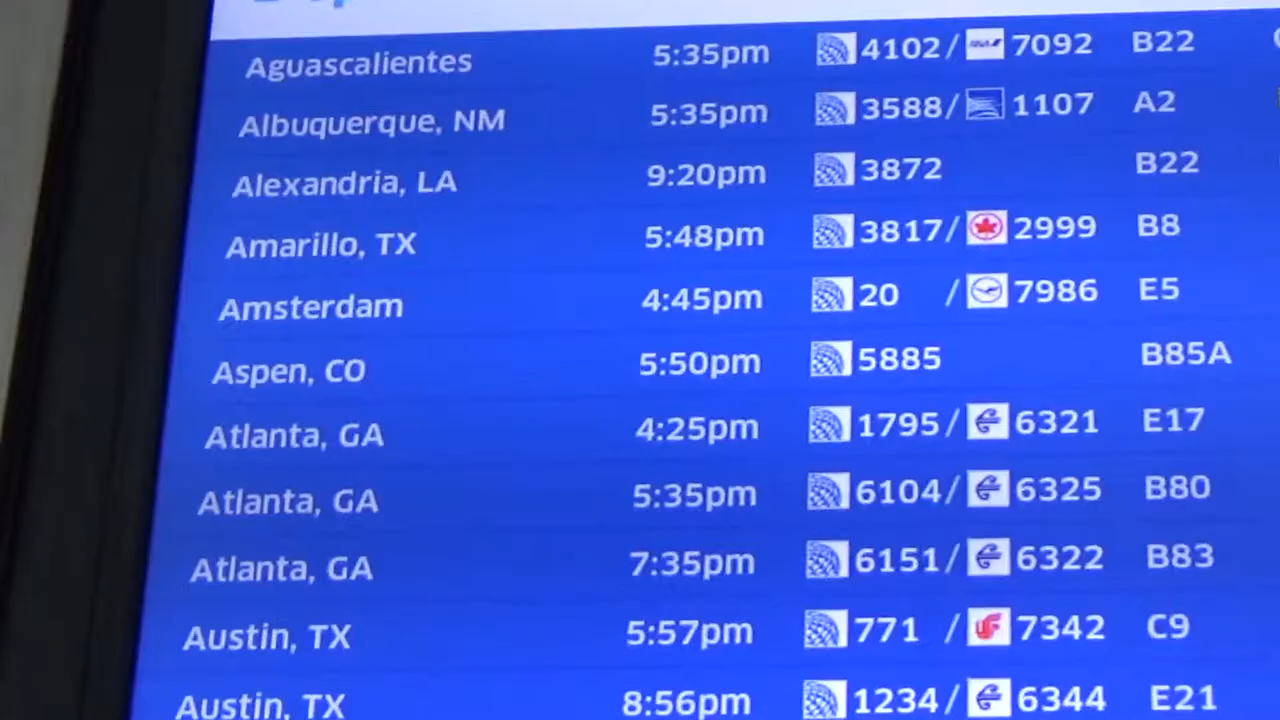 Aguascalientes 5:35pm 4102/ 7092 B22
Albuquerque, NM 5:35pm 3588/ 1107 A2
Alexandria, LA 9:20pm 3872 B22
Amarillo, TX 5:48pm 3817/ 2999 B8
Amsterdam 4:45pm 20 / 7986 E5
Aspen, CO 5:50pm 5885 B85A
Atlanta, GA 4:25pm 1795/ 6321 E17
Atlanta, GA 5:35pm 6104/ 6325 B80
Atlanta, GA 7:35pm 6151/ 6322 B83
Austin, TX 5:57pm 771 / 7342 C9
Austin, TX 8:56pm 1234/ 6344 E21